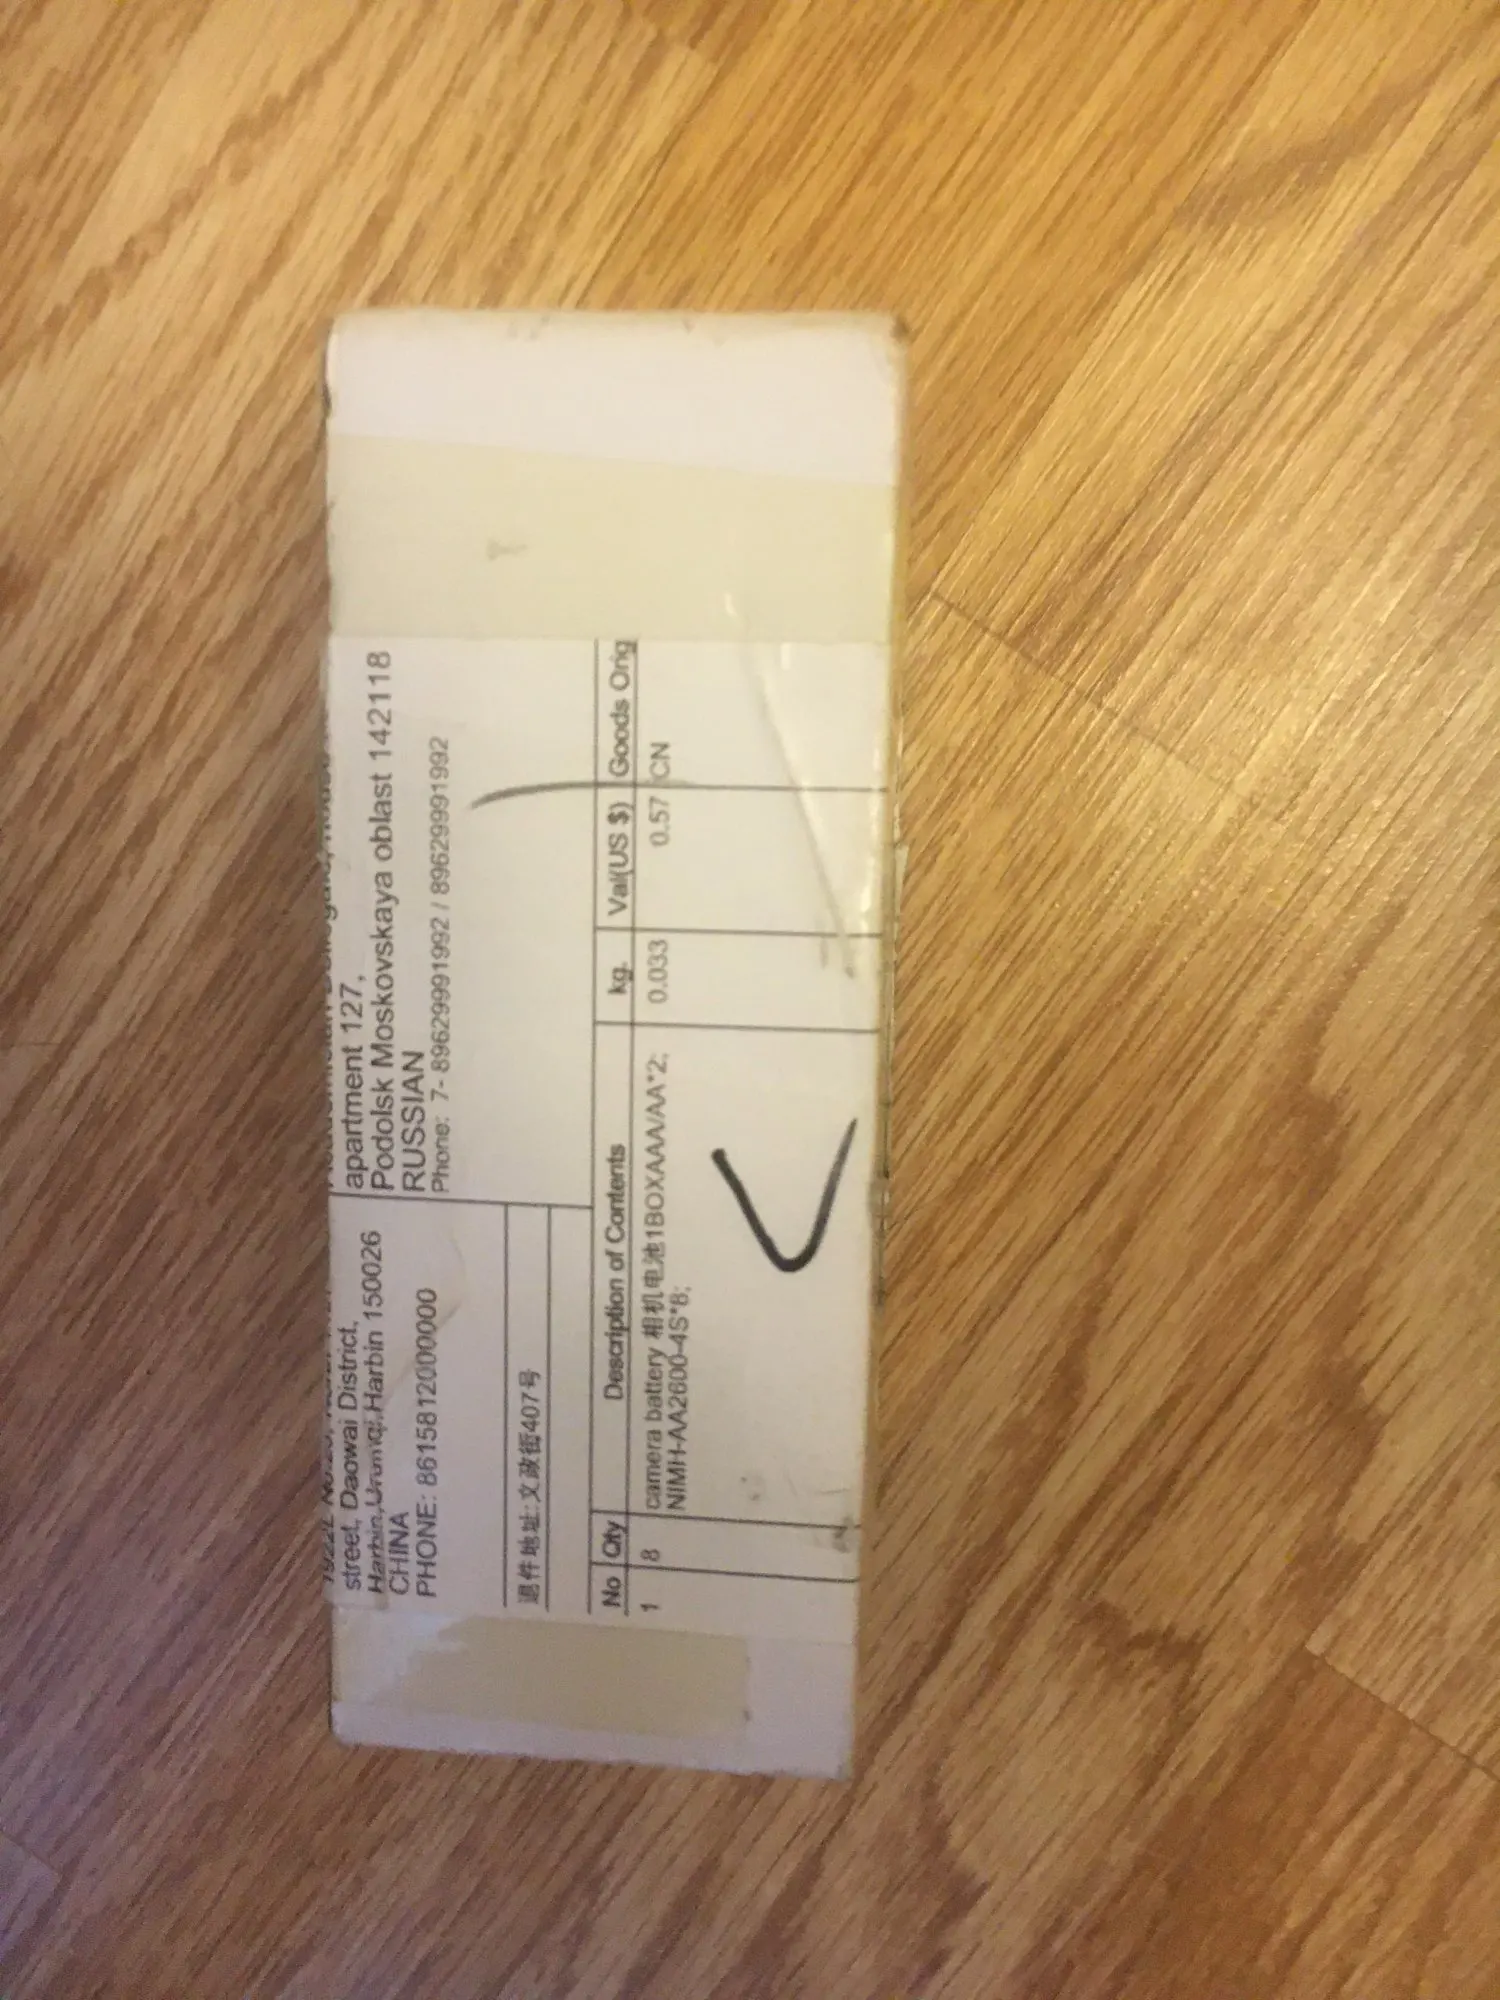 street, Daowai District,
Harbin,Urumqi,Harbin 150026
CHINA
PHONE: 8615812000000
apartment 127,
Podolsk Moskovskaya oblast 142118
RUSSIAN
Phone: 7- 89629991992 / 89629991992
退件地址:文政街407号
No Qty Description of Contents kg. Val(US $) Goods Orig
1 8 camera battery 相机电池1BOXAAA/AA*2; 0.033 0.57 CN
NIMH-AA2600-4S*8;